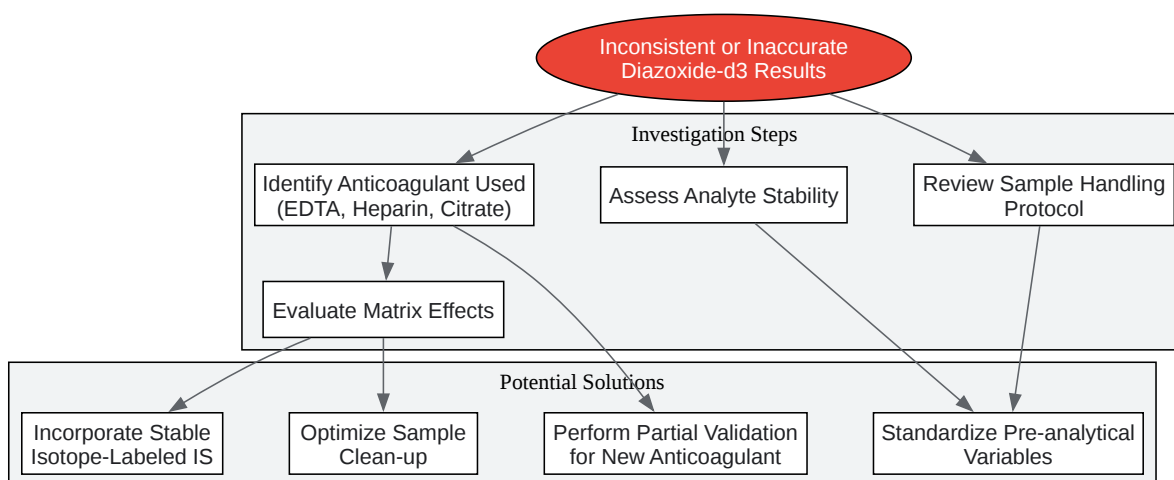 Inconsistent or Inaccurate
Diazoxide-d3 Results
Investigation Steps
Identify Anticoagulant Used
(EDTA, Heparin, Citrate)
Assess Analyte Stability
Review Sample Handling
Protocol
Evaluate Matrix Effects
Potential Solutions
Incorporate Stable
Isotope-Labeled IS
Optimize Sample
Clean-up
Perform Partial Validation
for New Anticoagulant
Standardize Pre-analytical
Variables